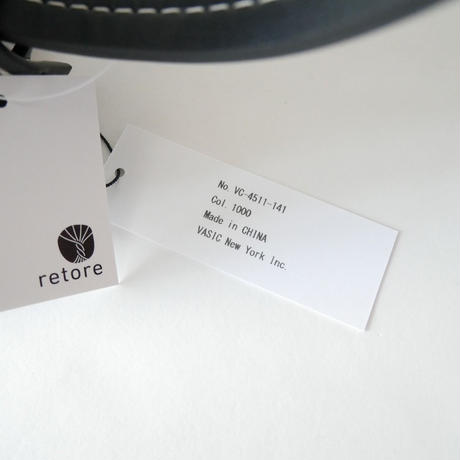 retore
No. VC-4511-141
Col. 1000
Made in CHINA
VASIC New York Inc.